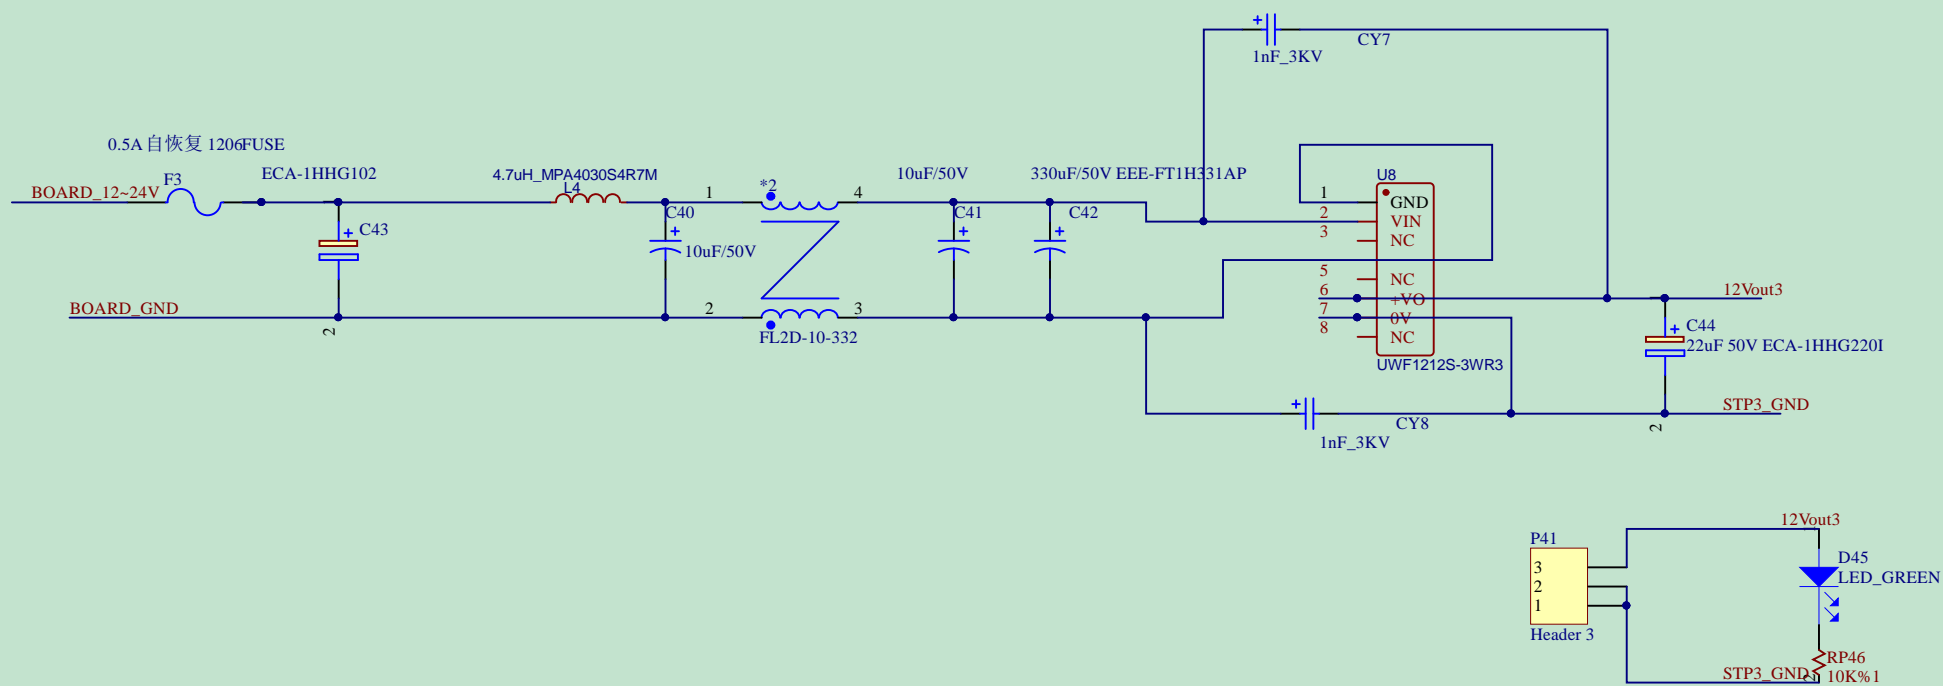 CY7
1nF_3KV
0.5A 自恢复 1206FUSE
F3
ECA-1HHG102
4.7uH_MPA4030S4R7M
L4
10uF/50V
330uF/50V EEE-FT1H331AP
U8
BOARD_12~24V
1
*2
4
1
GND
C40
C41
C42
2
VIN
C43
3
NC
10uF/50V
5
NC
6
+VO
12Vout3
BOARD_GND
2
3
7
0V
2
8
NC
FL2D-10-332
C44
22uF 50V ECA-1HHG220I
UWF1212S-3WR3
STP3_GND
CY8
2
1nF_3KV
12Vout3
P41
D45
3
LED_GREEN
2
1
Header 3
RP46
STP3_GND
2
10K%1